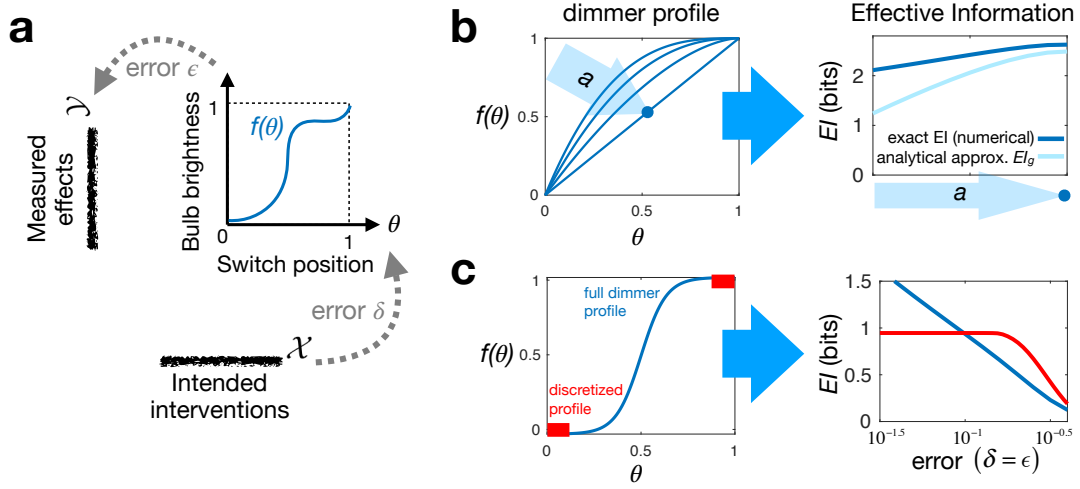 a
error ϵ
𝒴
Measured
effects
Bulb brightness
1
f(θ)
0
1
θ
Switch position
error δ
𝒳
Intended
interventions
b
dimmer profile
1
0.5
0
f(θ)
a
0
0.5
1
θ
Effective Information
EI (bits)
2
1
0
exact EI (numerical)
analytical approx. EI_g
a
c
1
0.5
0
f(θ)
full dimmer
profile
discretized
profile
0
0.5
1
θ
EI (bits)
1.5
1
0.5
0
10^-1.5
10^-1
10^-0.5
error (δ = ϵ)